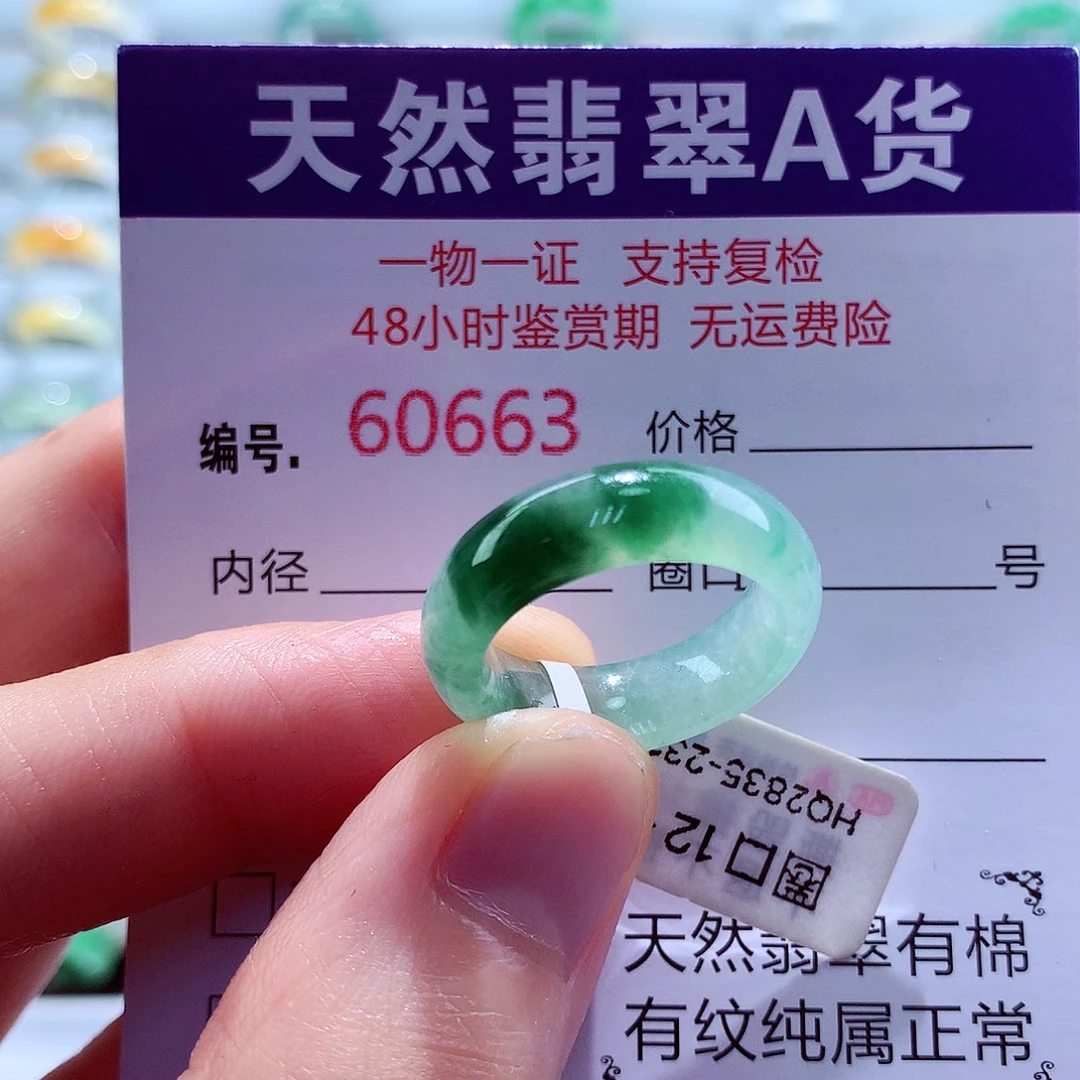 天然翡翠A货
一物一证 支持复检
48小时鉴赏期 无运费险
编号. 60663 价格
内径 圈口 号
HQ2835-23
圈口12
天然翡翠有棉
有纹纯属正常